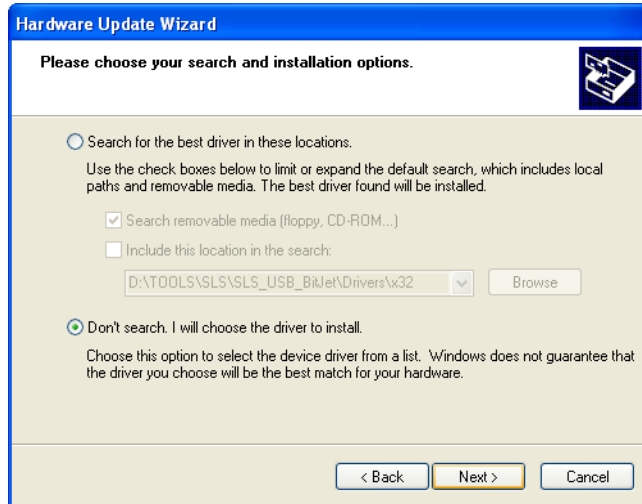 Hardware Update Wizard
Please choose your search and installation options.
Search for the best driver in these locations.
Use the check boxes below to limit or expand the default search, which includes local
paths and removable media. The best driver found will be installed.
Search removable media (floppy, CD-ROM...)
Include this location in the search:
D:\TOOLS\SLS\SLS_USB_BitJet\Drivers\x32
Browse
Don't search. I will choose the driver to install.
Choose this option to select the device driver from a list. Windows does not guarantee that
the driver you choose will be the best match for your hardware.
< Back
Next >
Cancel